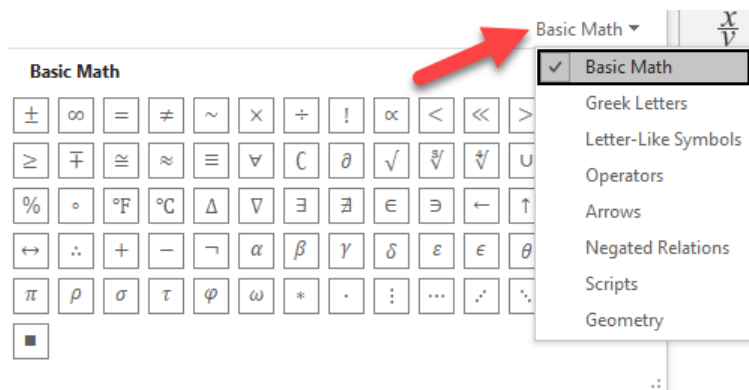 Basic Math
x
y
Basic Math
Basic Math
± ∞ = ≠ ~ × ÷ ! ∝ < ≪ >
Greek Letters
Letter-Like Symbols
≥ ∓ ≅ ≈ ≡ ∀ ∁ ∂ √ ∛ ∜ ∪
Operators
% ° °F °C ∆ ∇ ∃ ∄ ∈ ∋ ← ↑
Arrows
↔ ∴ + − ¬ α β γ δ ε ϵ θ
Negated Relations
Scripts
π ρ σ τ φ ω * ∙ ⋮ ⋯ ⋰ ⋱
Geometry
∎